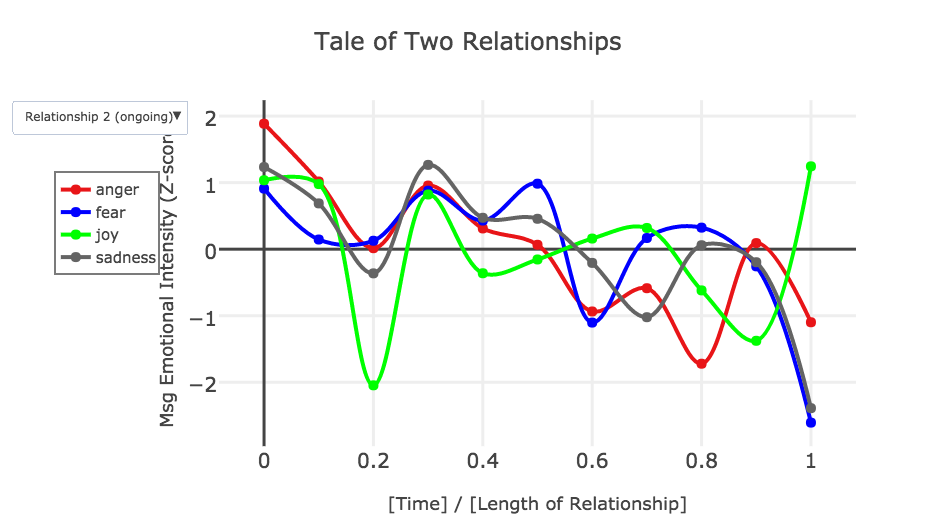 Tale of Two Relationships
Relationship 2 (ongoing)▼
anger
fear
joy
sadness
Msg Emotional Intensity (Z-score
2
1
0
−1
−2
0 0.2 0.4 0.6 0.8 1
[Time] / [Length of Relationship]